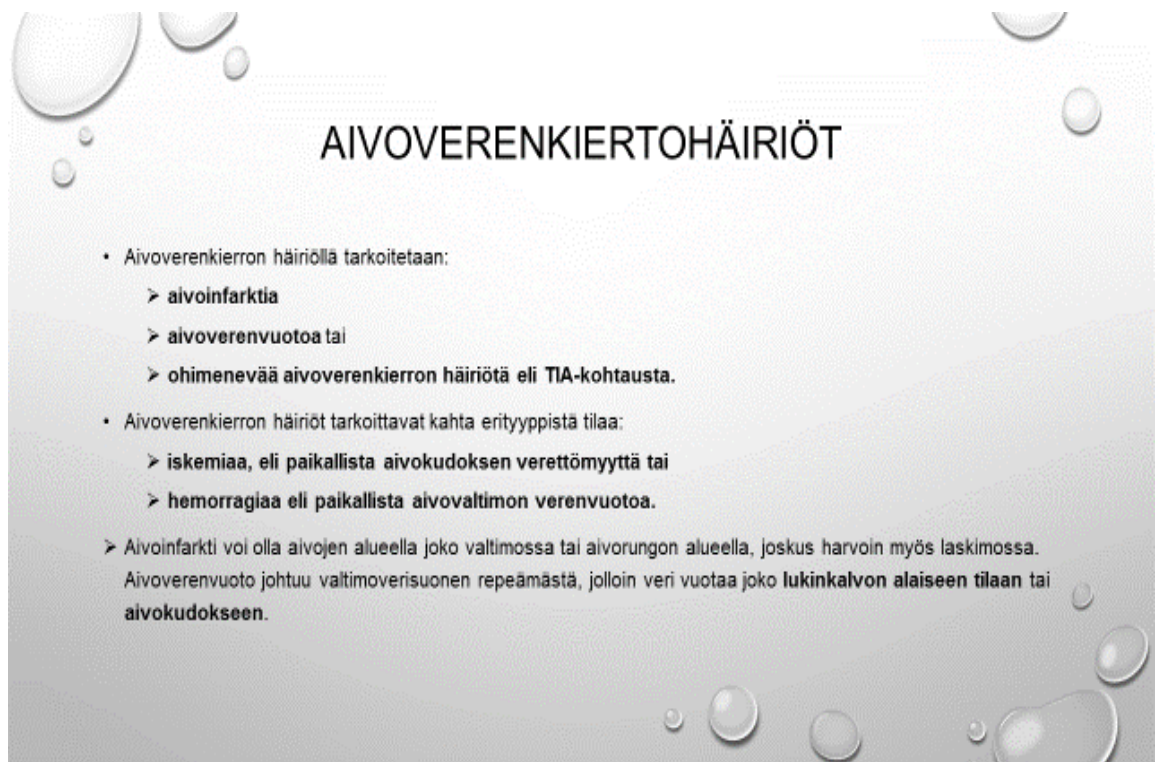 AIVOVERENKIERTOHÄIRIÖT
• Aivoverenkierron häiriöllä tarkoitetaan:
➢ aivoinfarktia
➢ aivoverenvuotoa tai
➢ ohimenevää aivoverenkierron häiriötä eli TIA-kohtausta.
• Aivoverenkierron häiriöt tarkoittavat kahta erityyppistä tilaa:
➢ iskemiaa, eli paikallista aivokudoksen verettömyyttä tai
➢ hemorragiaa eli paikallista aivovaltimon verenvuotoa.
➢ Aivoinfarkti voi olla aivojen alueella joko valtimossa tai aivorungon alueella, joskus harvoin myös laskimossa.
Aivoverenvuoto johtuu valtimoverisuonen repeämästä, jolloin veri vuotaa joko lukinkalvon alaiseen tilaan tai
aivokudokseen.